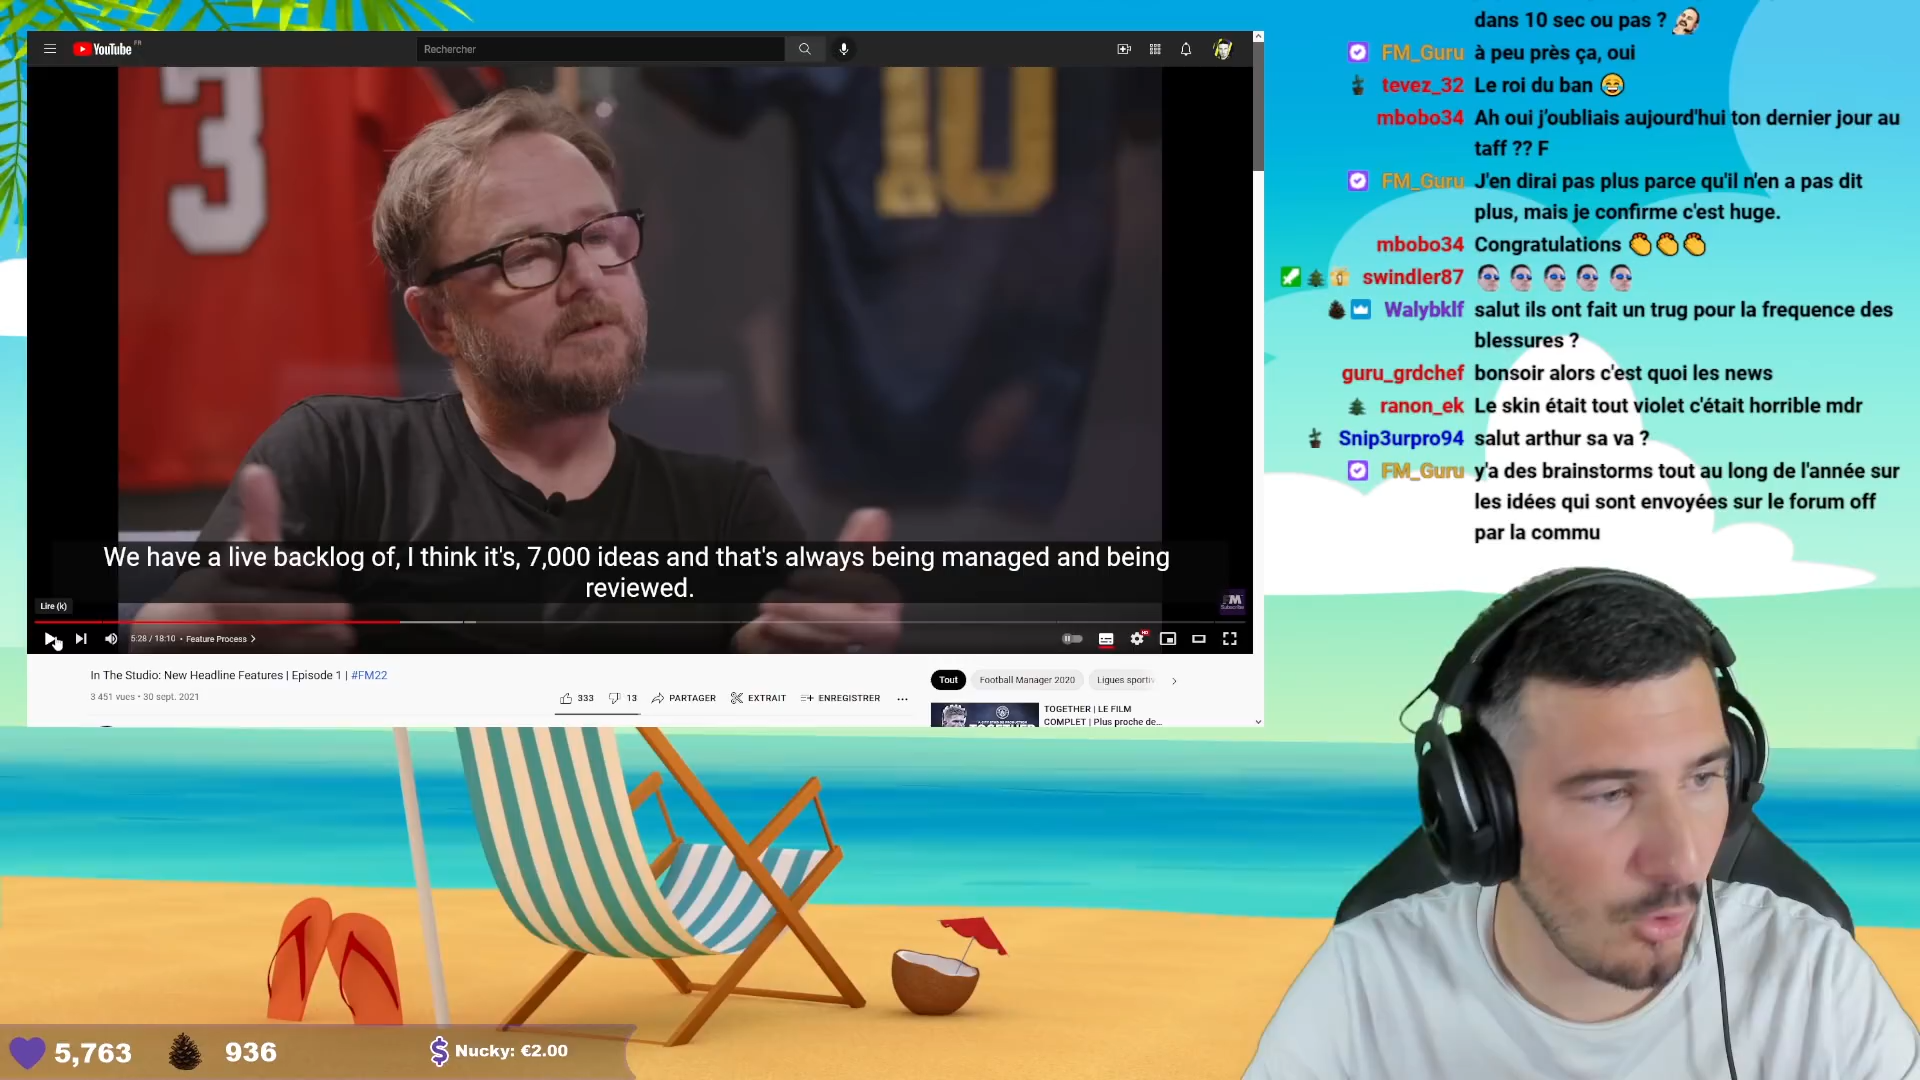 YouTube FR
Rechercher
3
10
We have a live backlog of, I think it's, 7,000 ideas and that's always being managed and being
reviewed.
Lire (k)
FM
Subscribe
5:28 / 18:10 • Feature Process
HD
In The Studio: New Headline Features | Episode 1 | #FM22
3 451 vues • 30 sept. 2021
333
13
PARTAGER
EXTRAIT
ENREGISTRER
Tout
Football Manager 2020
Ligues sportiv
TOGETHER | LE FILM
COMPLET | Plus proche de...
TOGETHER
dans 10 sec ou pas ?
FM_Guru à peu près ça, oui
tevez_32 Le roi du ban 😂
mbobo34 Ah oui j'oubliais aujourd'hui ton dernier jour au
taff ?? F
FM_Guru J'en dirai pas plus parce qu'il n'en a pas dit
plus, mais je confirme c'est huge.
mbobo34 Congratulations 👏👏👏
swindler87
Walybklf salut ils ont fait un trug pour la frequence des
blessures ?
guru_grdchef bonsoir alors c'est quoi les news
ranon_ek Le skin était tout violet c'était horrible mdr
Snip3urpro94 salut arthur sa va ?
FM_Guru y'a des brainstorms tout au long de l'année sur
les idées qui sont envoyées sur le forum off
par la commu
5,763
936
Nucky: €2.00